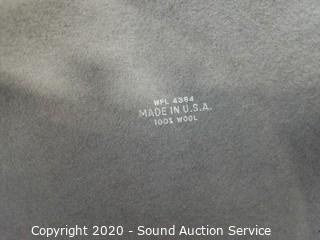 WPL 4384
MADE IN U.S.A.
100% WOOL
Copyright 2020 - Sound Auction Service